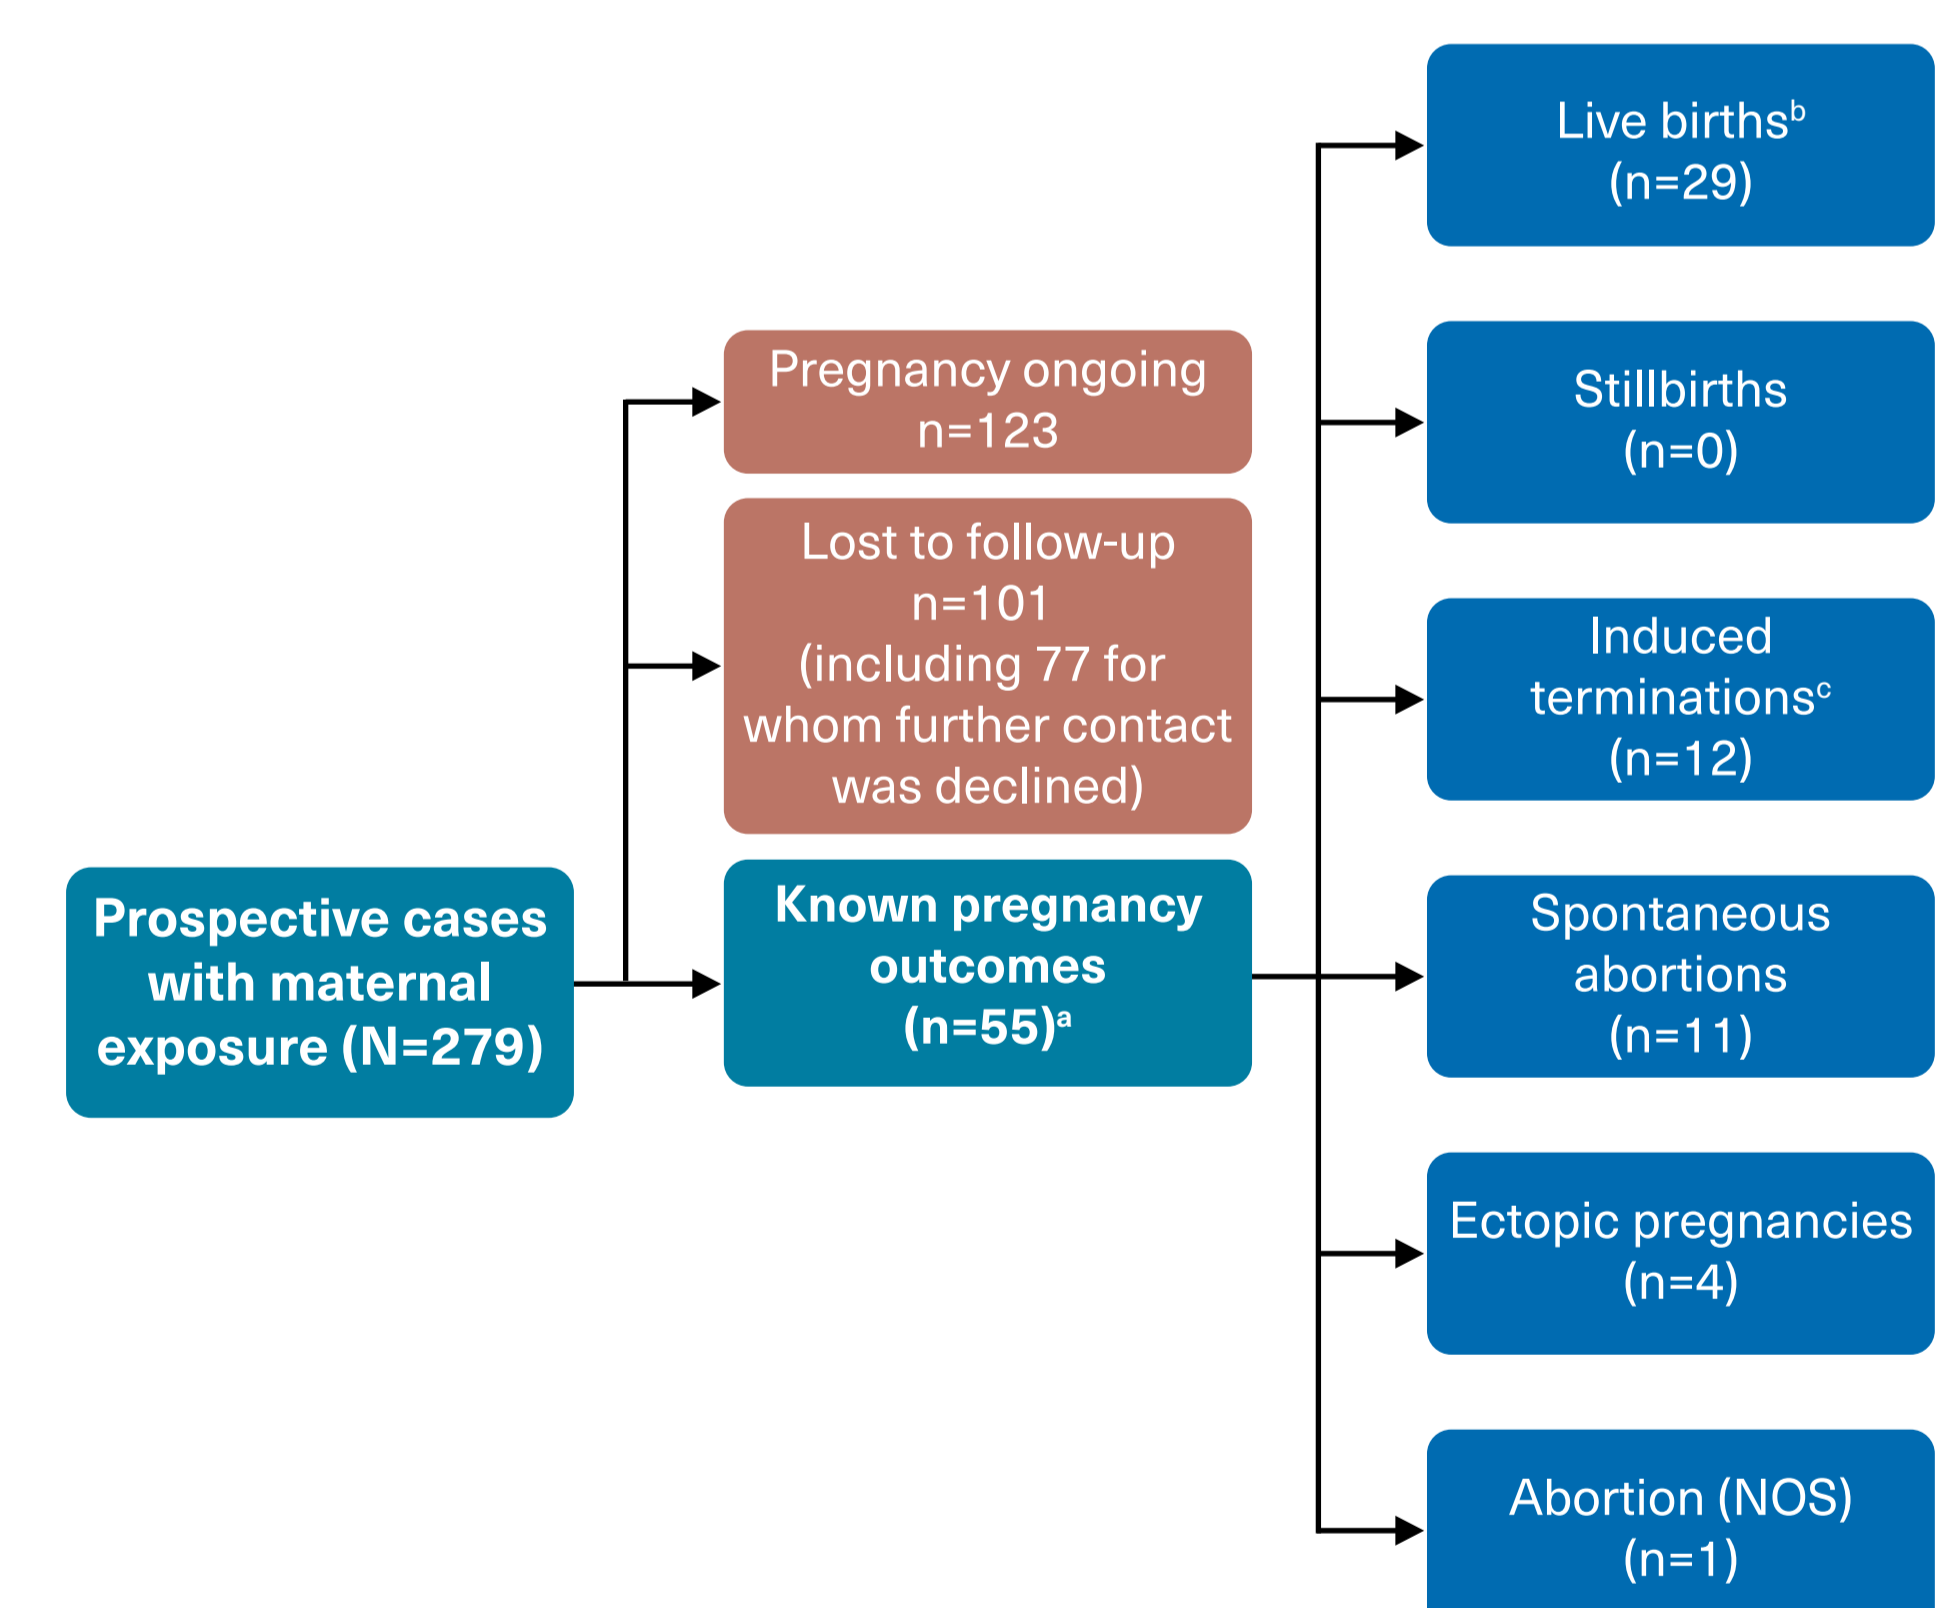 Prospective cases
with maternal
exposure (N=279)
Pregnancy ongoing
n=123
Lost to follow-up
n=101
(including 77 for
whom further contact
was declined)
Known pregnancy
outcomes
(n=55)ᵃ
Live birthsᵇ
(n=29)
Stillbirths
(n=0)
Induced
terminationsᶜ
(n=12)
Spontaneous
abortions
(n=11)
Ectopic pregnancies
(n=4)
Abortion (NOS)
(n=1)